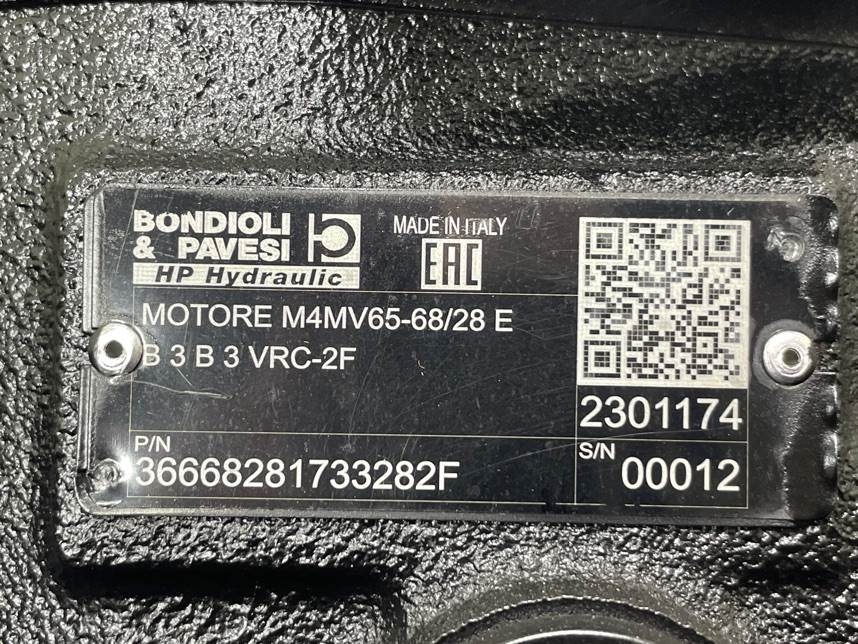 BONDIOLI
& PAVESI
HP Hydraulic
MADE IN ITALY
EAC
MOTORE M4MV65-68/28 E
B 3 B 3 VRC-2F
2301174
P/N
36668281733282F
S/N
00012